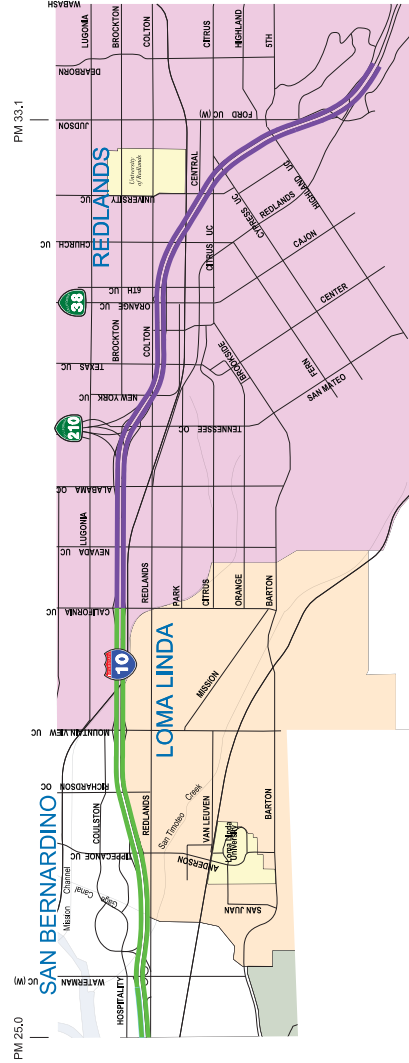 WABASH
LUGONIA
BROCKTON
COLTON
CITRUS
HIGHLAND
5TH
DEARBORN
PM 33.1
JUDSON
FORD UC (W)
REDLANDS
University
of Redlands
CENTRAL
UNIVERSITY UC
CYPRESS UC
REDLANDS
HIGHLAND UC
CHURCH UC
CITRUS UC
CAJON
6TH UC
38
ORANGE UC
CENTER
BROCKTON
COLTON
TEXAS UC
BROOKSIDE
FERN
NEW YORK UC
SAN MATEO
210
TENNESSEE OC
ALABAMA OC
LUGONIA
NEVADA UC
REDLANDS
PARK
CITRUS
ORANGE
BARTON
CALIFORNIA UC
10
LOMA LINDA
MISSION
MOUNTAIN VIEW UC
RICHARDSON OC
SAN BERNARDINO
COULSTON
REDLANDS
San Timoteo Creek
VAN LEUVEN
BARTON
TIPPECANOE UC
ANDERSON
Loma Linda
University
Mission Channel
Gage Canal
SAN JUAN
WATERMAN UC (W)
HOSPITALITY
PM 25.0